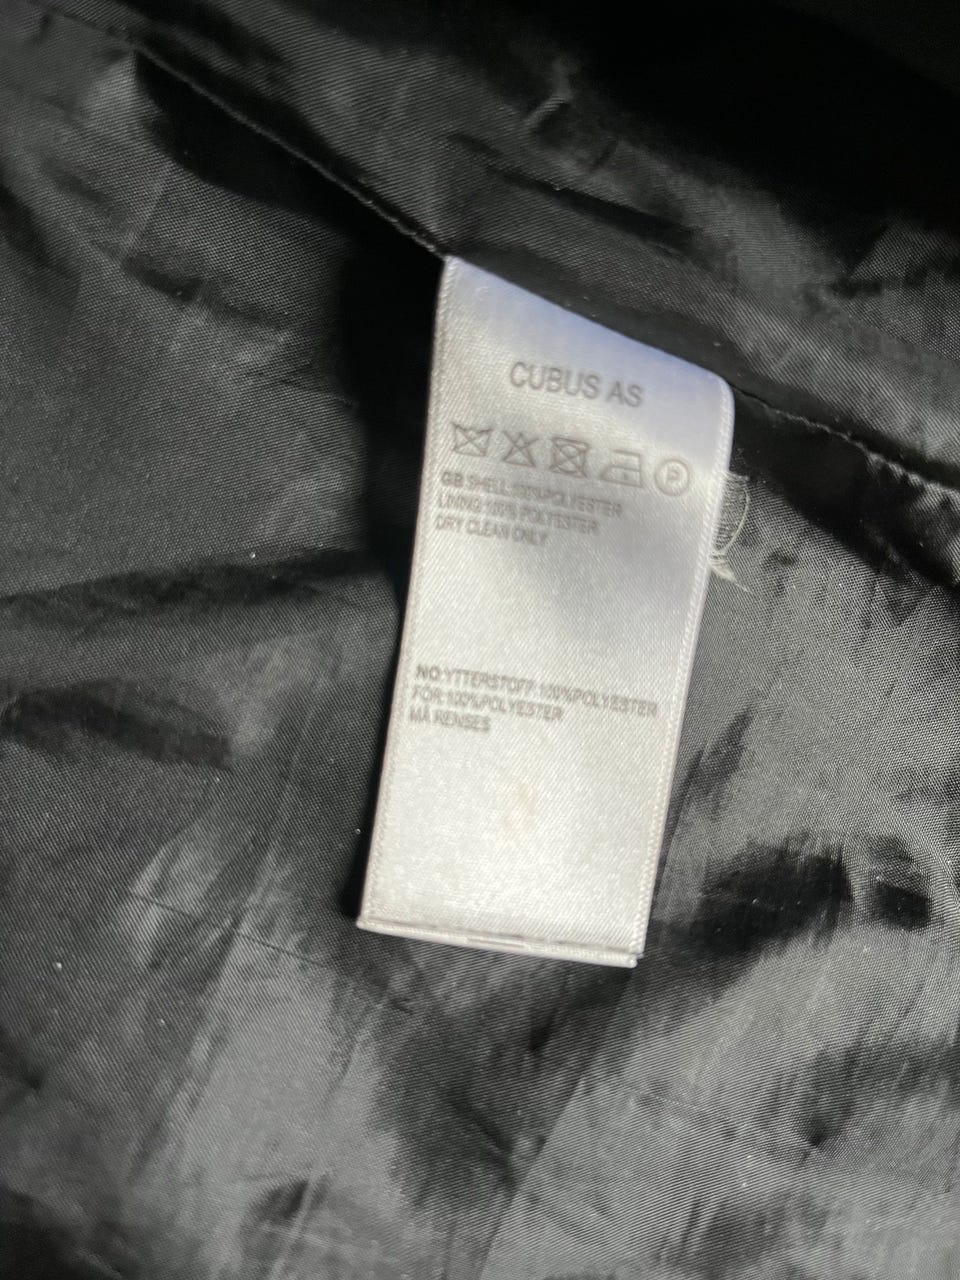 CUBUS AS
P
GB SHELL:100%POLYESTER
LINING:100% POLYESTER
DRY CLEAN ONLY
NO:YTTERSTOFF:100%POLYESTER
FOR:100%POLYESTER
MÅ RENSES